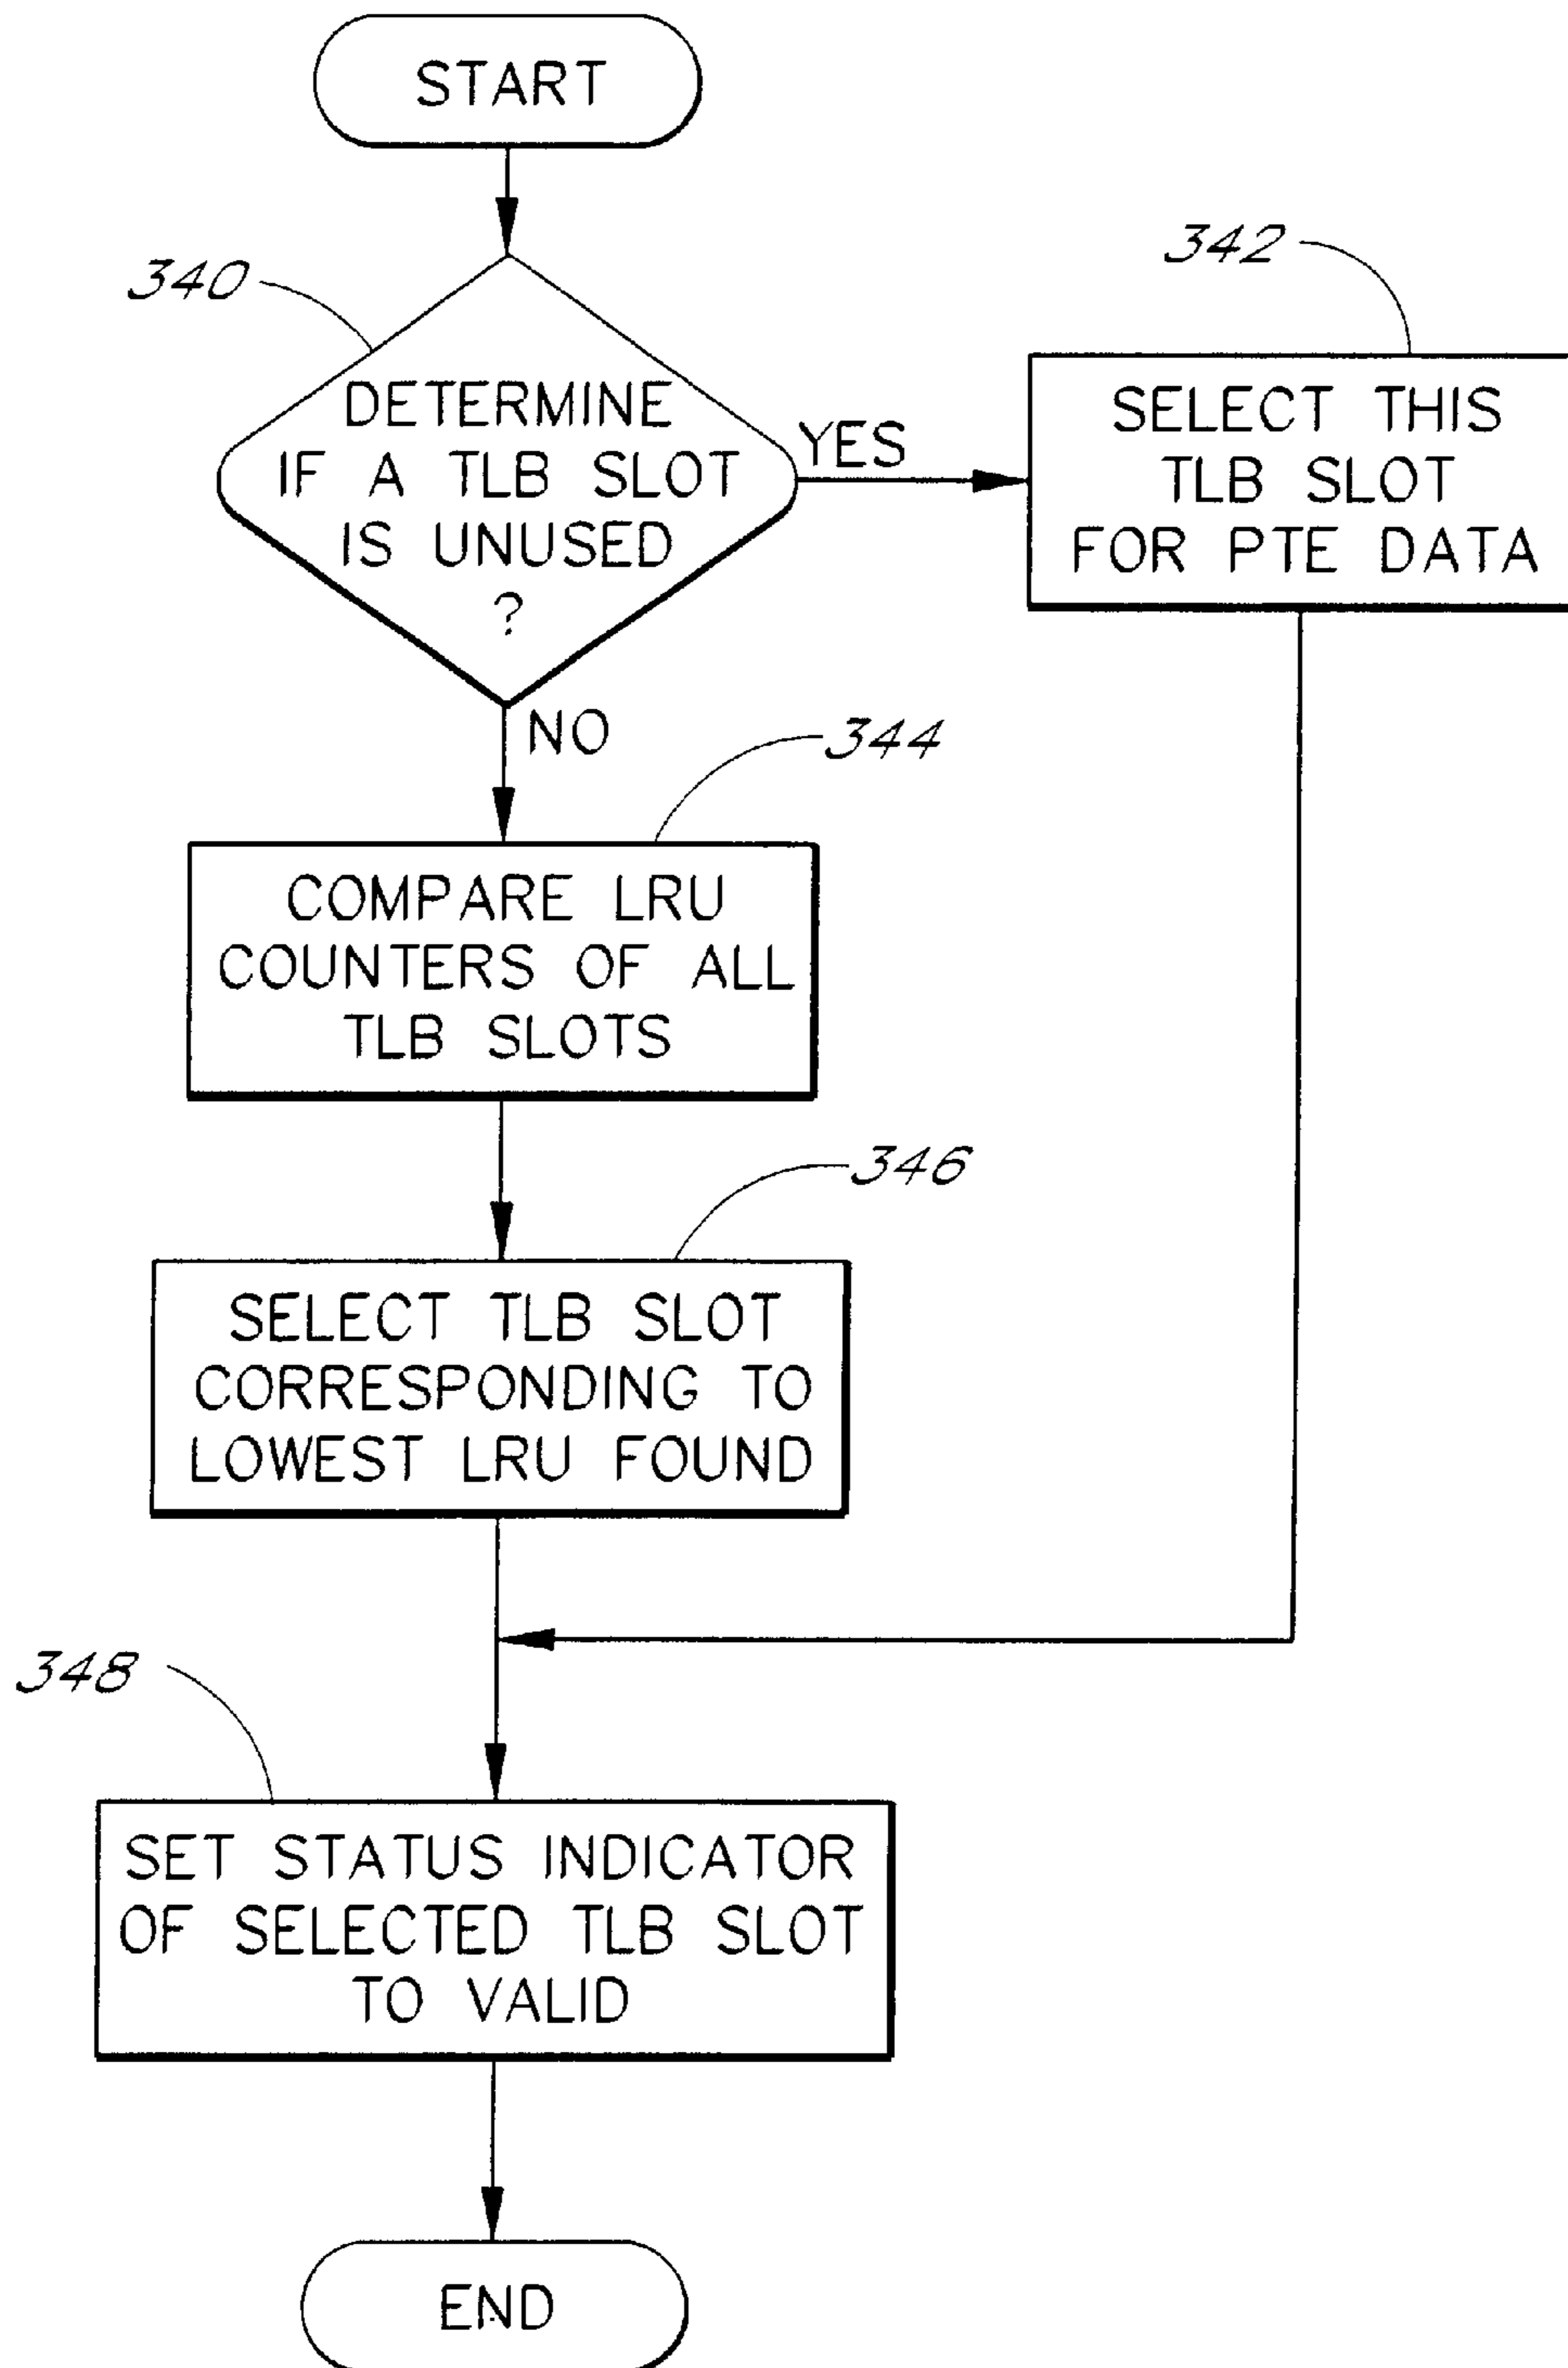 START
340
DETERMINE
IF A TLB SLOT
IS UNUSED
?
YES
342
SELECT THIS
TLB SLOT
FOR PTE DATA
NO
344
COMPARE LRU
COUNTERS OF ALL
TLB SLOTS
346
SELECT TLB SLOT
CORRESPONDING TO
LOWEST LRU FOUND
348
SET STATUS INDICATOR
OF SELECTED TLB SLOT
TO VALID
END